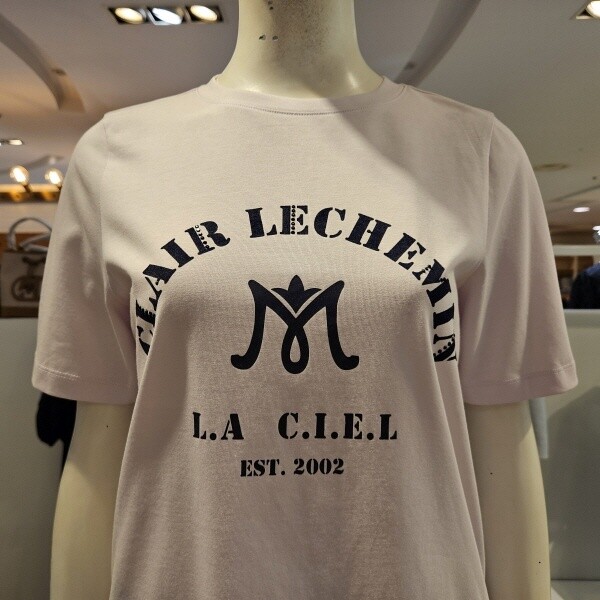 CLAIR LECHEMIN
M
L.A C.I.E.L
EST. 2002